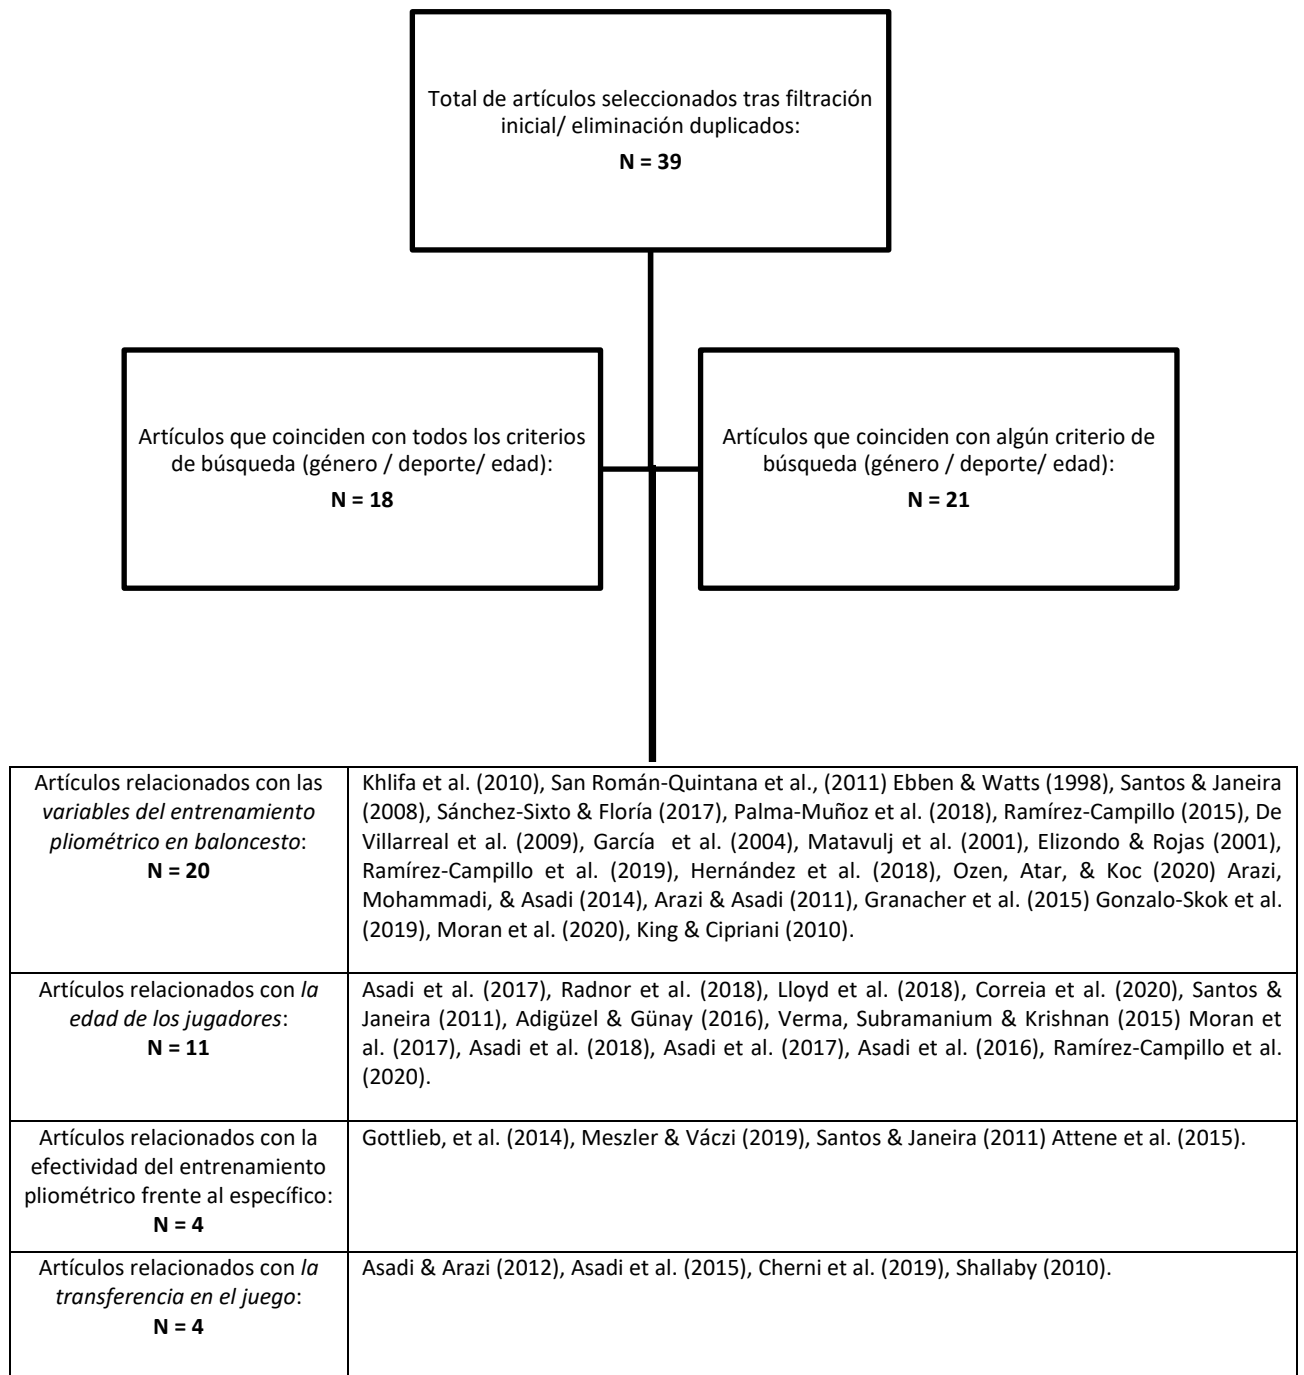 Total de artículos seleccionados tras filtración
inicial/ eliminación duplicados:
N = 39
Artículos que coinciden con todos los criterios
de búsqueda (género / deporte/ edad):
N = 18
Artículos que coinciden con algún criterio de
búsqueda (género / deporte/ edad):
N = 21
Artículos relacionados con las
variables del entrenamiento
pliométrico en baloncesto:
N = 20
Khlifa et al. (2010), San Román-Quintana et al., (2011) Ebben & Watts (1998), Santos & Janeira
(2008), Sánchez-Sixto & Floría (2017), Palma-Muñoz et al. (2018), Ramírez-Campillo (2015), De
Villarreal et al. (2009), García et al. (2004), Matavulj et al. (2001), Elizondo & Rojas (2001),
Ramírez-Campillo et al. (2019), Hernández et al. (2018), Ozen, Atar, & Koc (2020) Arazi,
Mohammadi, & Asadi (2014), Arazi & Asadi (2011), Granacher et al. (2015) Gonzalo-Skok et al.
(2019), Moran et al. (2020), King & Cipriani (2010).
Artículos relacionados con la
edad de los jugadores:
N = 11
Asadi et al. (2017), Radnor et al. (2018), Lloyd et al. (2018), Correia et al. (2020), Santos &
Janeira (2011), Adigüzel & Günay (2016), Verma, Subramanium & Krishnan (2015) Moran et
al. (2017), Asadi et al. (2018), Asadi et al. (2017), Asadi et al. (2016), Ramírez-Campillo et al.
(2020).
Artículos relacionados con la
efectividad del entrenamiento
pliométrico frente al específico:
N = 4
Gottlieb, et al. (2014), Meszler & Váczi (2019), Santos & Janeira (2011) Attene et al. (2015).
Artículos relacionados con la
transferencia en el juego:
N = 4
Asadi & Arazi (2012), Asadi et al. (2015), Cherni et al. (2019), Shallaby (2010).